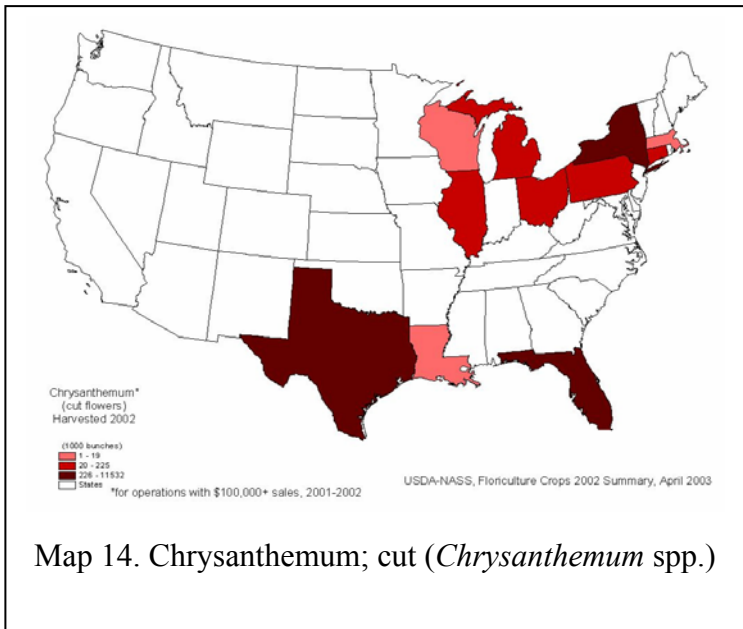 Chrysanthemum*
(cut flowers)
Harvested 2002
(1000 bunches)
1 - 19
20 - 225
226 - 11532
States
*for operations with $100,000+ sales, 2001-2002
USDA-NASS, Floriculture Crops 2002 Summary, April 2003
Map 14. Chrysanthemum; cut (Chrysanthemum spp.)